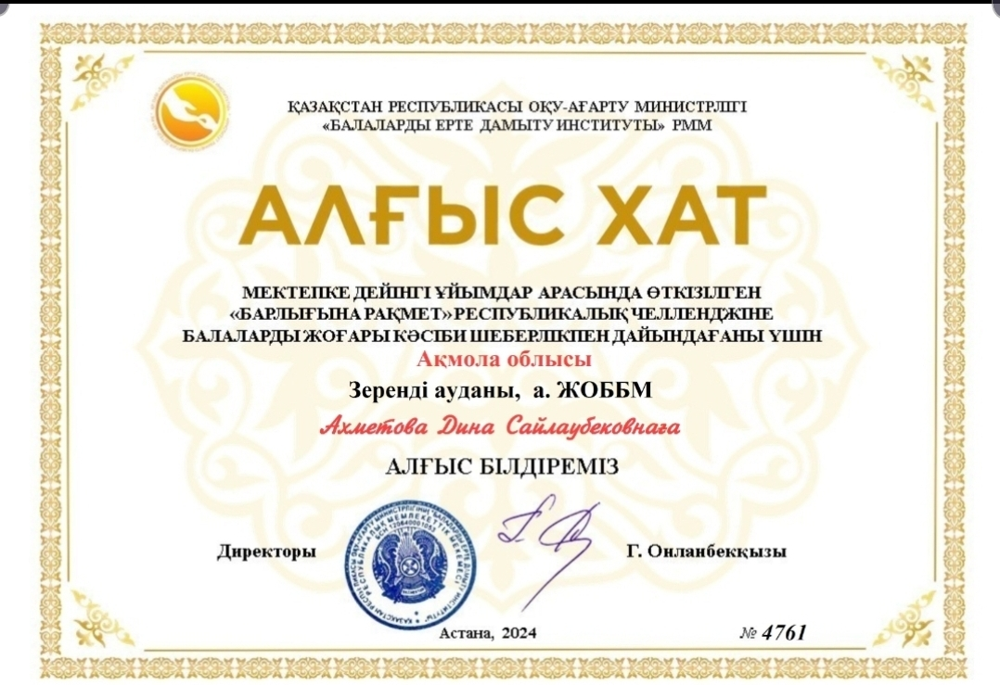 ҚАЗАҚСТАН РЕСПУБЛИКАСЫ ОҚУ-АҒАРТУ МИНИСТРЛІГІ
«БАЛАЛАРДЫ ЕРТЕ ДАМЫТУ ИНСТИТУТЫ» РММ
АЛҒЫС ХАТ
МЕКТЕПКЕ ДЕЙІНГІ ҰЙЫМДАР АРАСЫНДА ӨТКІЗІЛГЕН
«БАРЛЫҒЫНА РАҚМЕТ» РЕСПУБЛИКАЛЫҚ ЧЕЛЛЕНДЖІНЕ
БАЛАЛАРДЫ ЖОҒАРЫ КӘСІБИ ШЕБЕРЛІКПЕН ДАЙЫНДАҒАНЫ ҮШІН
Ақмола облысы
Зеренді ауданы, а. ЖОББМ
Ахметова Дина Сайлаубековнаға
АЛҒЫС БІЛДІРЕМІЗ
Директоры
Г. Онланбекқызы
Астана, 2024
№ 4761